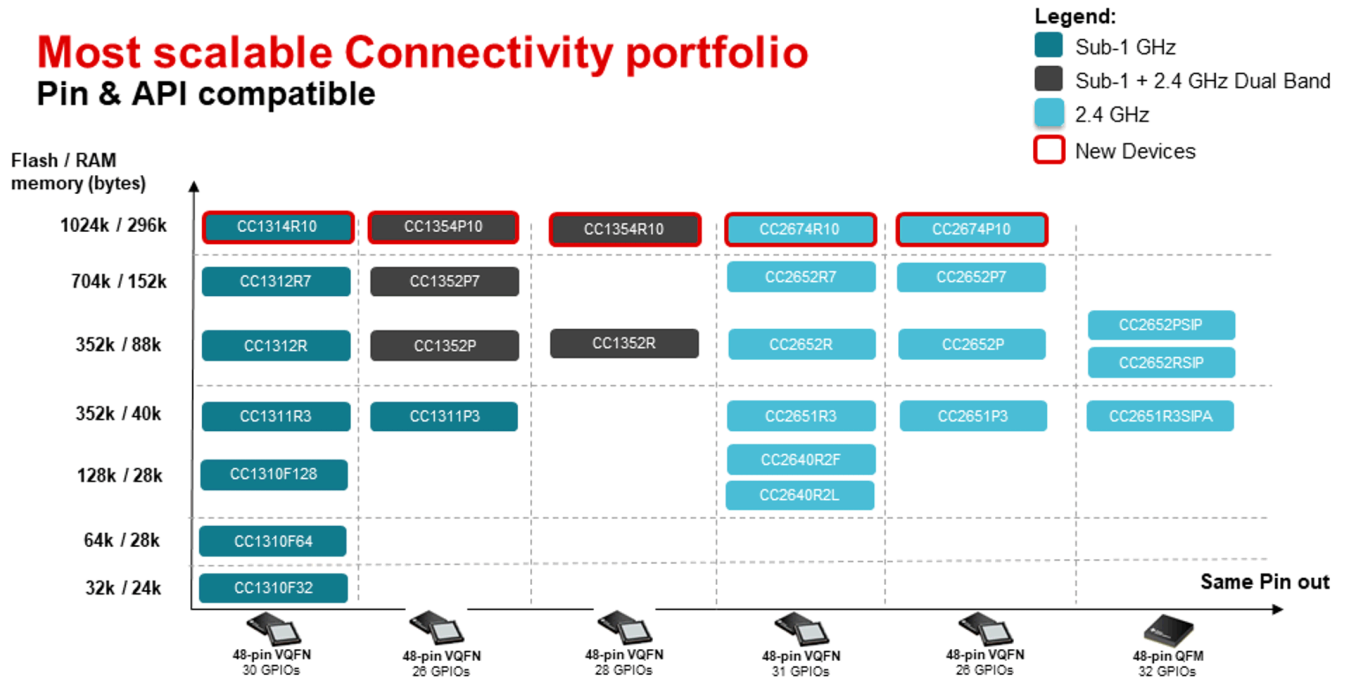 Most scalable Connectivity portfolio
Pin & API compatible
Legend:
Sub-1 GHz
Sub-1 + 2.4 GHz Dual Band
2.4 GHz
New Devices
Flash / RAM
memory (bytes)
1024k / 296k
CC1314R10
CC1354P10
CC1354R10
CC2674R10
CC2674P10
704k / 152k
CC1312R7
CC1352P7
CC2652R7
CC2652P7
352k / 88k
CC1312R
CC1352P
CC1352R
CC2652R
CC2652P
CC2652PSIP
CC2652RSIP
352k / 40k
CC1311R3
CC1311P3
CC2651R3
CC2651P3
CC2651R3SIPA
128k / 28k
CC1310F128
CC2640R2F
CC2640R2L
64k / 28k
CC1310F64
32k / 24k
CC1310F32
Same Pin out
48-pin VQFN
30 GPIOs
48-pin VQFN
26 GPIOs
48-pin VQFN
28 GPIOs
48-pin VQFN
31 GPIOs
48-pin VQFN
26 GPIOs
48-pin QFM
32 GPIOs